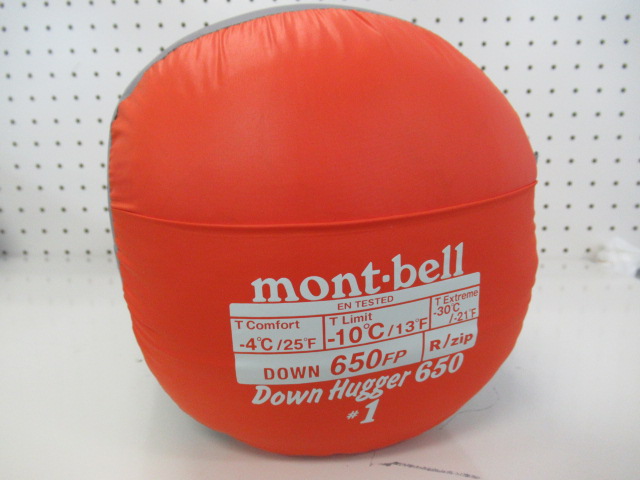 mont-bell
EN TESTED
T Comfort T Limit T Extreme
-4°C/25°F -10°C/13°F -30°C/-21°F
DOWN 650FP R/zip
Down Hugger 650
#1